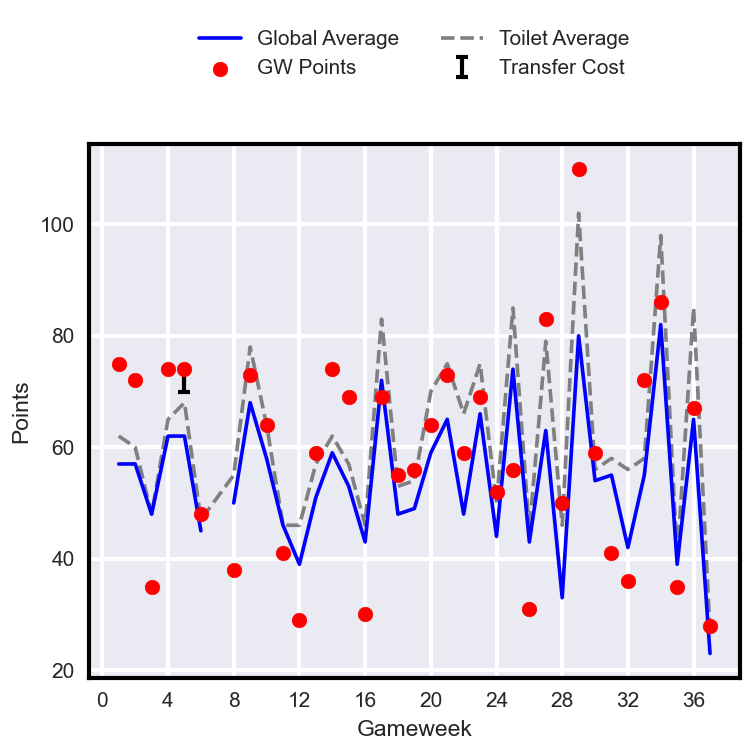 Global Average
Toilet Average
GW Points
Transfer Cost
Points
100
80
60
40
20
0 4 8 12 16 20 24 28 32 36
Gameweek